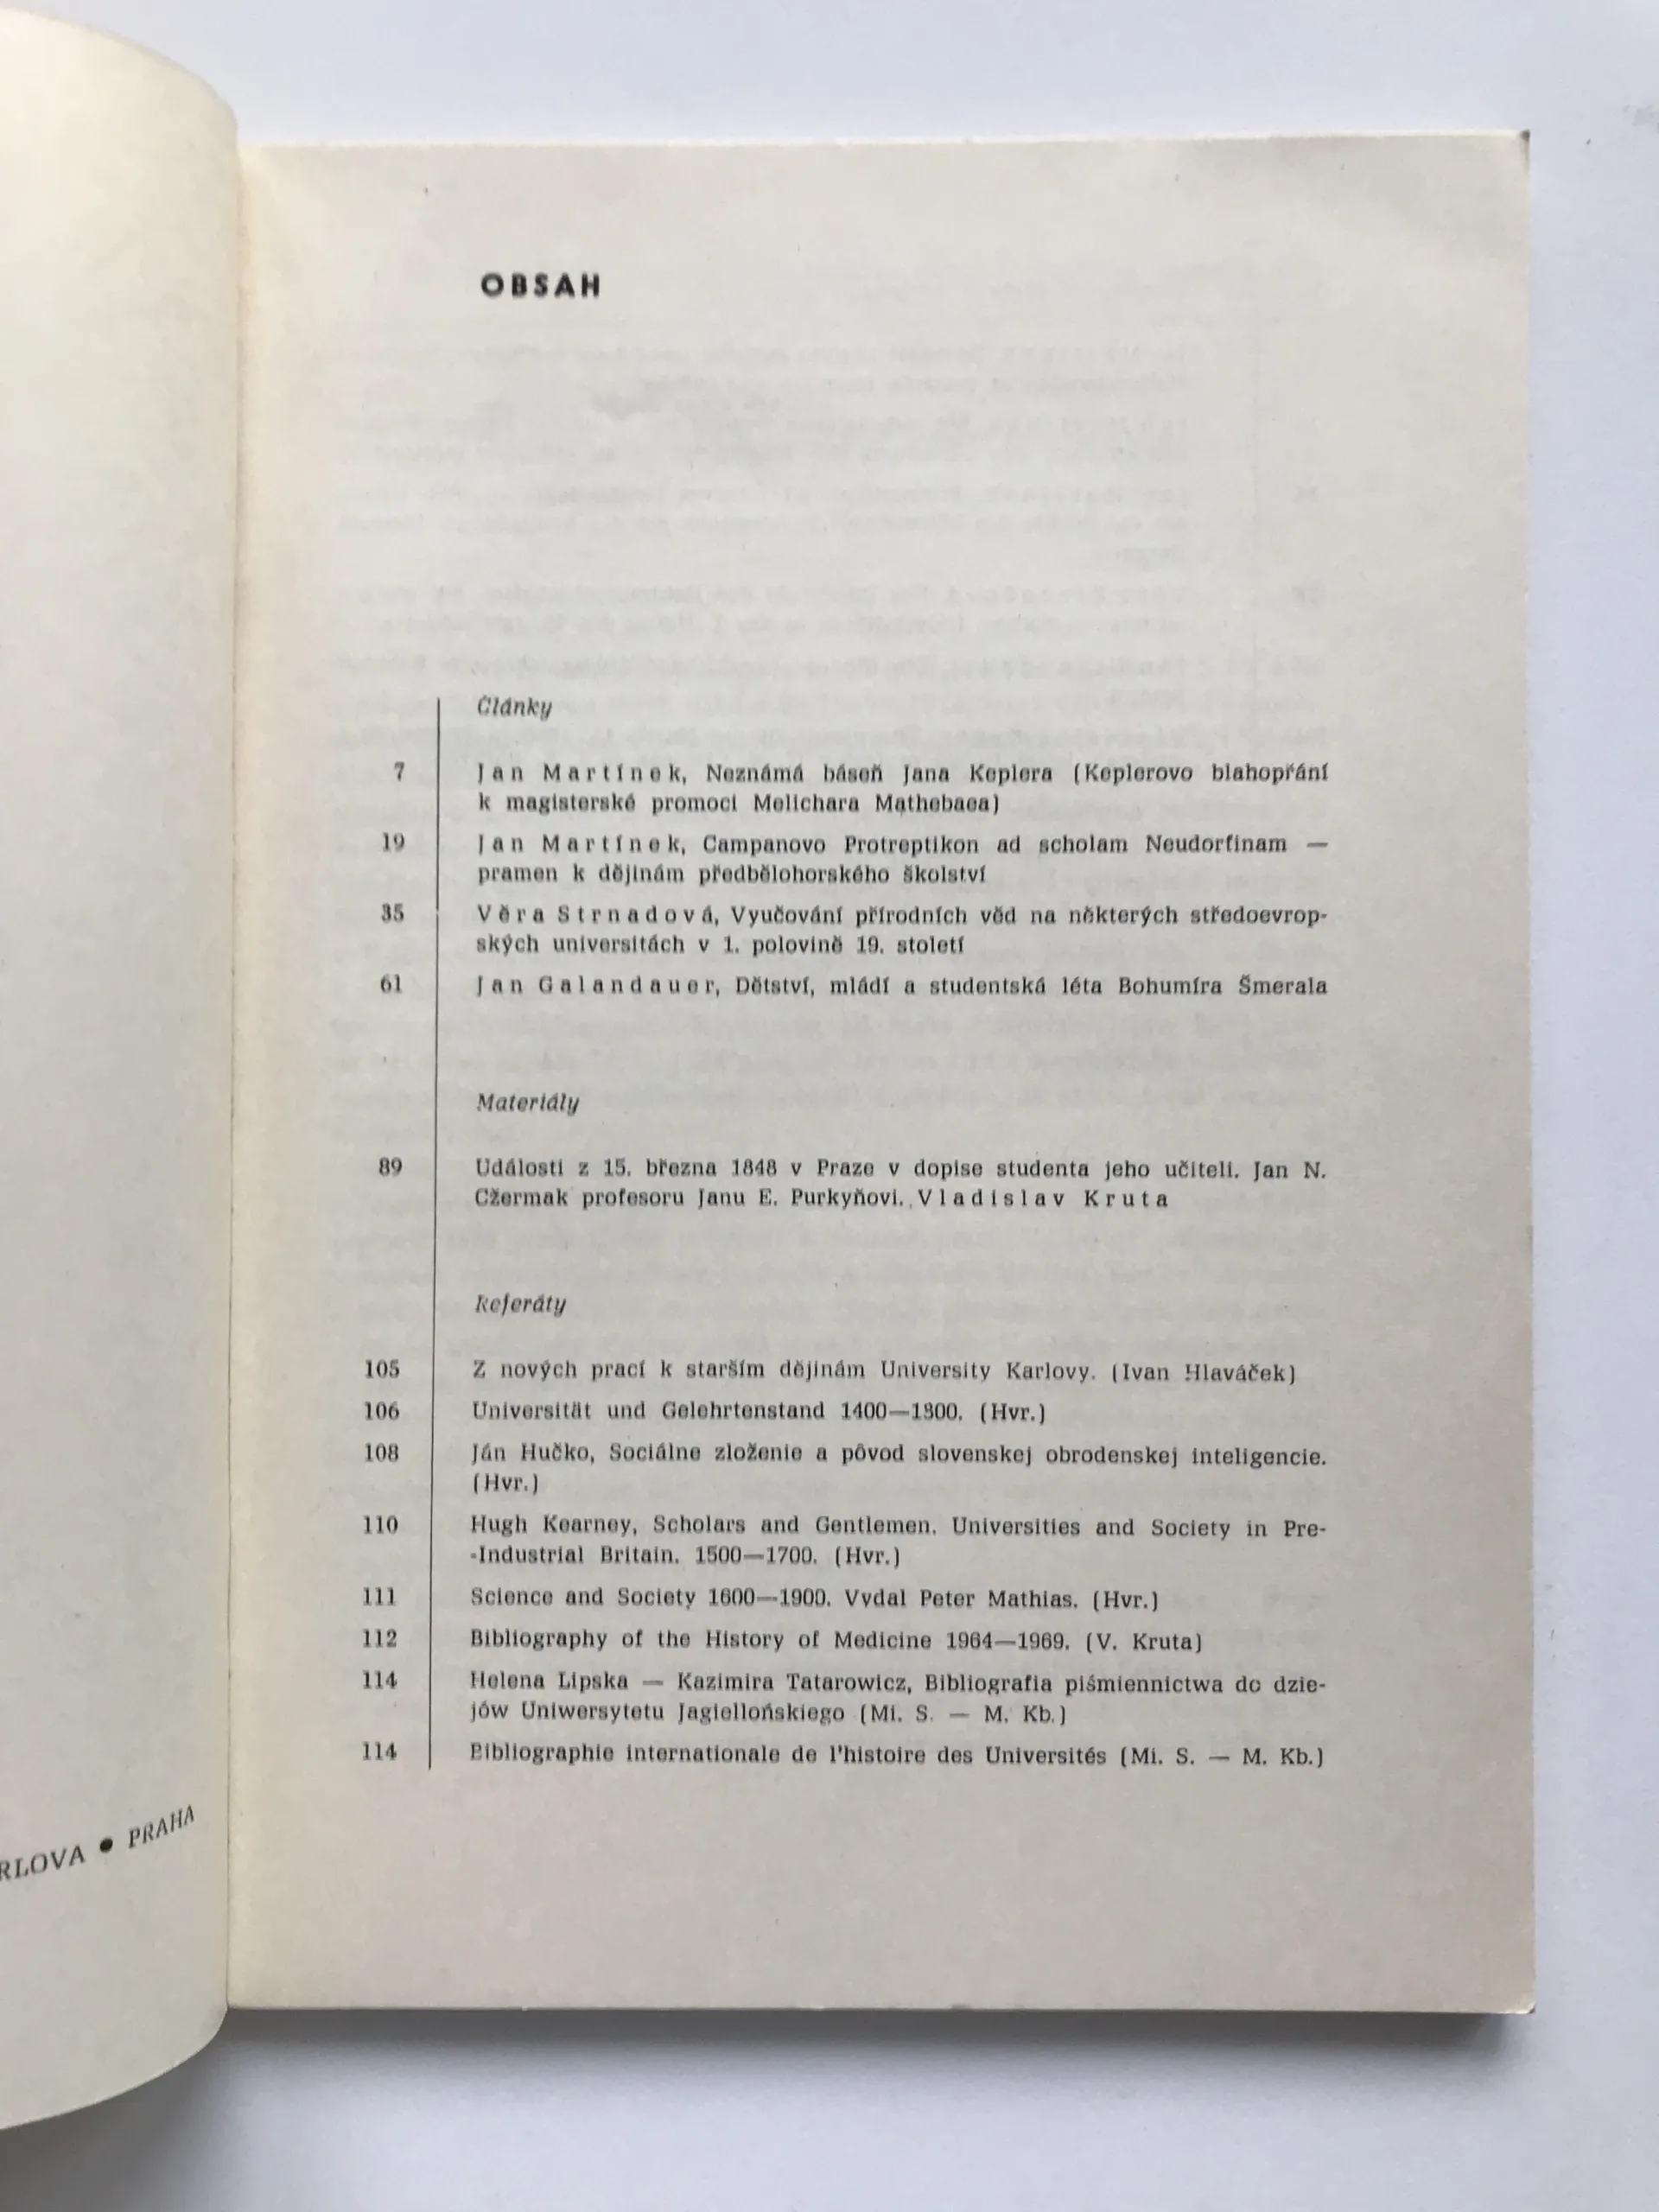 RLOVA • PRAHA
OBSAH
Články
7 Jan Martínek, Neznámá báseň Jana Keplera (Keplerovo blahopřání
k magisterské promoci Melichara Mathebaea)
19 Jan Martínek, Campanovo Protreptikon ad scholam Neudorfinam —
pramen k dějinám předbělohorského školství
35 Věra Strnadová, Vyučování přírodních věd na některých středoevrop-
ských universitách v 1. polovině 19. století
61 Jan Galandauer, Dětství, mládí a studentská léta Bohumíra Šmerala
Materiály
89 Události z 15. března 1848 v Praze v dopise studenta jeho učiteli. Jan N.
Cžermak profesoru Janu E. Purkyňovi. Vladislav Kruta
Referáty
105 Z nových prací k starším dějinám University Karlovy. (Ivan Hlaváček)
106 Universität und Gelehrtenstand 1400—1800. (Hvr.)
108 Ján Hučko, Sociálne zloženie a pôvod slovenskej obrodenskej inteligencie.
(Hvr.)
110 Hugh Kearney, Scholars and Gentlemen. Universities and Society in Pre-
-Industrial Britain. 1500—1700. (Hvr.)
111 Science and Society 1600—1900. Vydal Peter Mathias. (Hvr.)
112 Bibliography of the History of Medicine 1964—1969. (V. Kruta)
114 Helena Lipska — Kazimira Tatarowicz, Bibliografia piśmiennictwa do dzie-
jów Uniwersytetu Jagiellońskiego (Mi. S. — M. Kb.)
114 Bibliographie internationale de l'histoire des Universités (Mi. S. — M. Kb.)